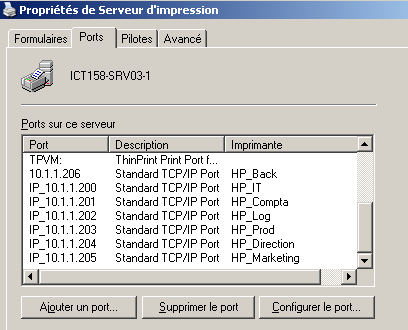 Propriétés de Serveur d'impression
Formulaires Ports Pilotes Avancé
ICT158-SRV03-1
Ports sur ce serveur
Port Description Imprimante
TPVM: ThinPrint Print Port f...
10.1.1.206 Standard TCP/IP Port HP_Back
IP_10.1.1.200 Standard TCP/IP Port HP_IT
IP_10.1.1.201 Standard TCP/IP Port HP_Compta
IP_10.1.1.202 Standard TCP/IP Port HP_Log
IP_10.1.1.203 Standard TCP/IP Port HP_Prod
IP_10.1.1.204 Standard TCP/IP Port HP_Direction
IP_10.1.1.205 Standard TCP/IP Port HP_Marketing
Ajouter un port... Supprimer le port Configurer le port...